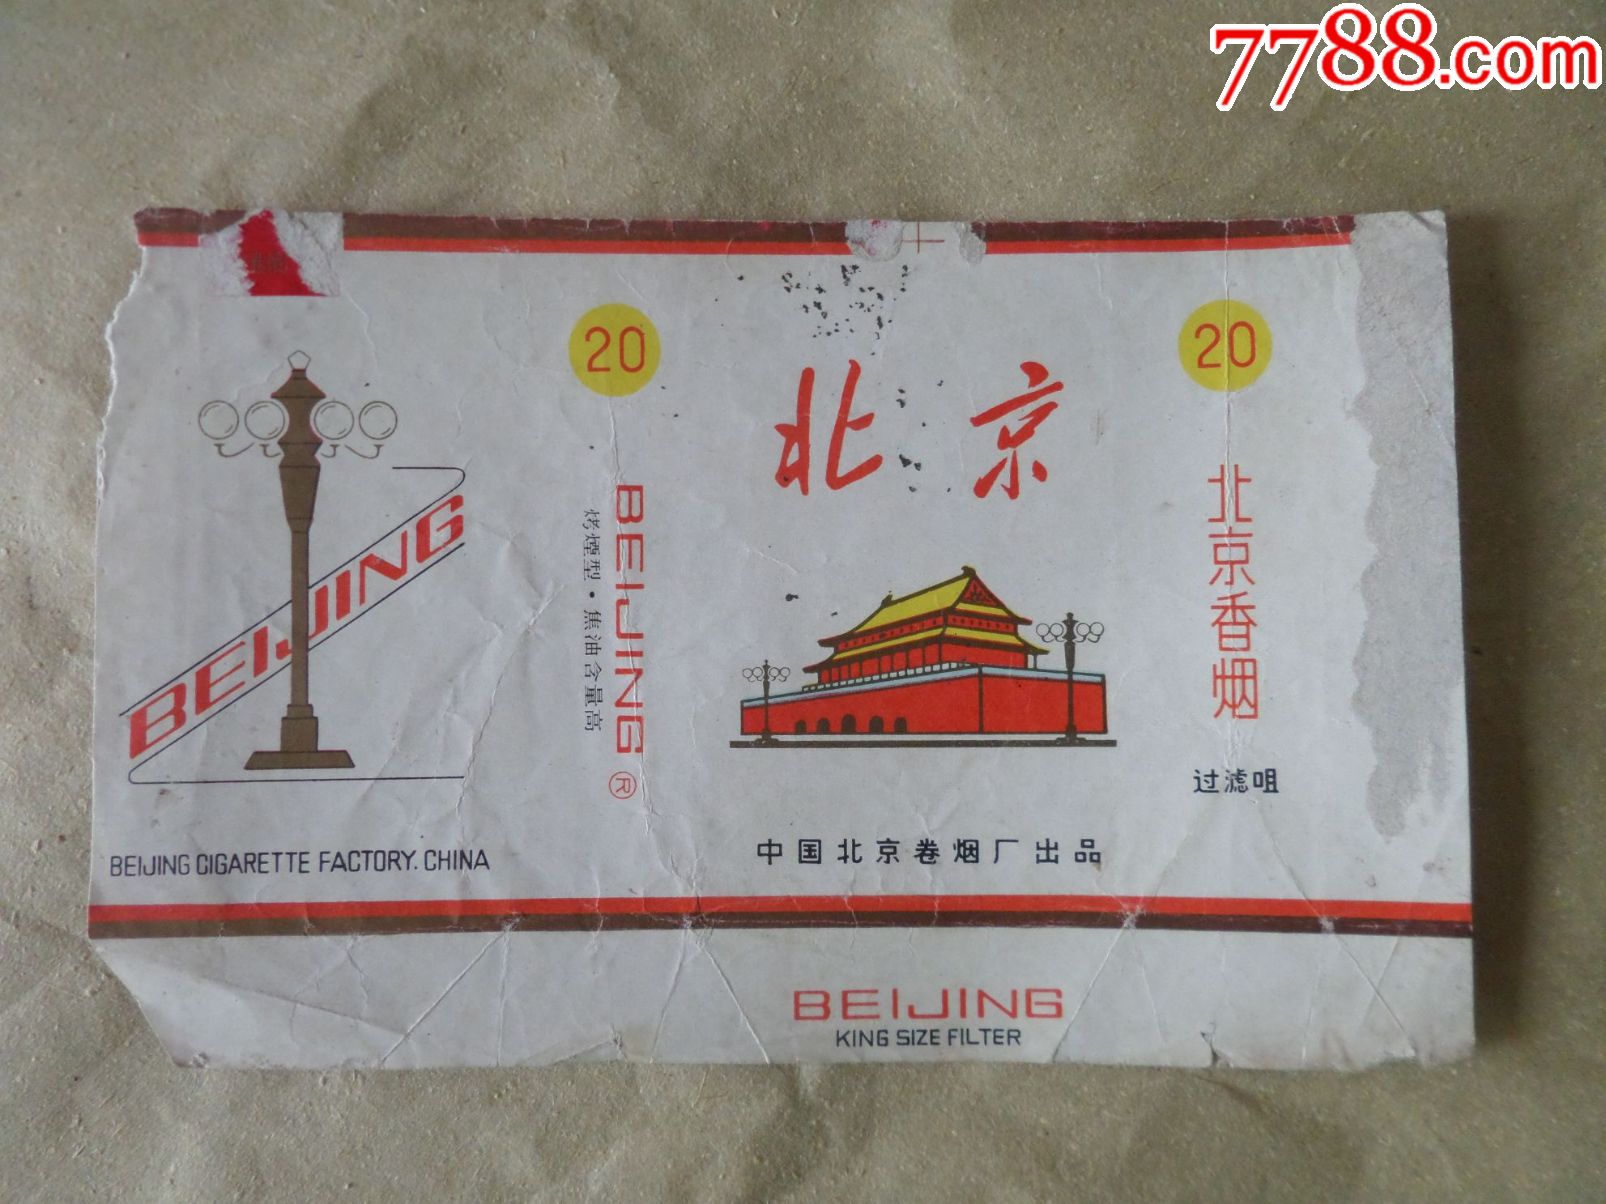 7788.com
20
BEIJING
BEIJING CIGARETTE FACTORY. CHINA
BEIJING ®
烤煙型·焦油含量高
北京
中国北京卷烟厂出品
BEIJING
KING SIZE FILTER
20
北京香烟
过滤咀